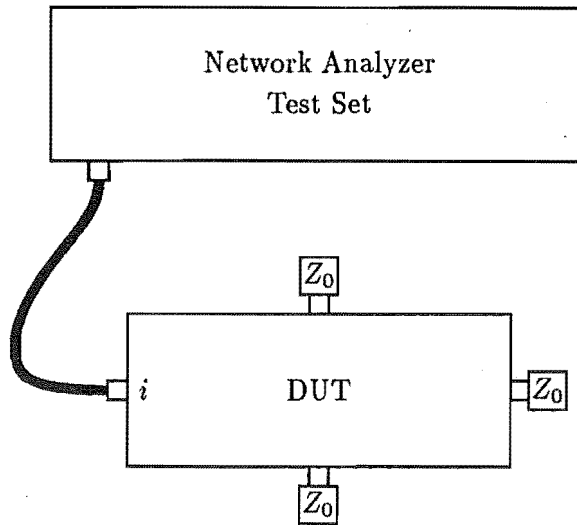 Network Analyzer
Test Set
Z₀
i DUT Z₀
Z₀